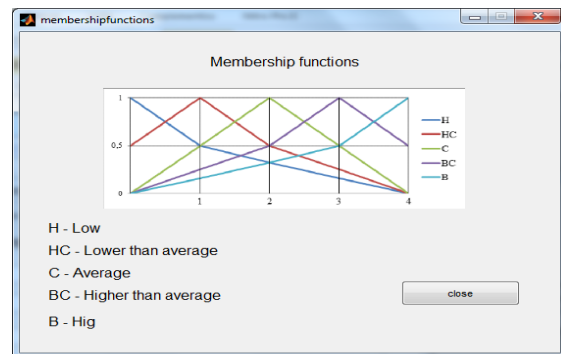 membershipfunctions
Membership functions
1
0,5
0
1 2 3 4
H
HC
C
BC
B
H - Low
HC - Lower than average
C - Average
BC - Higher than average
close
B - Hig